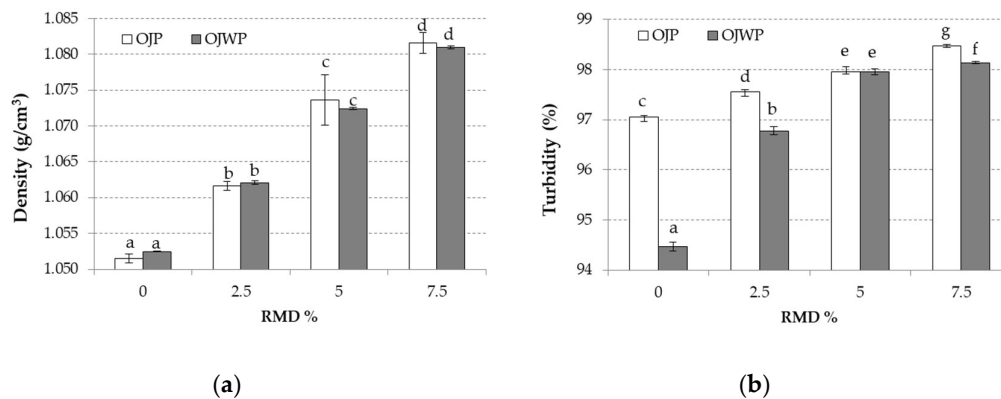 1.085
1.080
1.075
1.070
1.065
1.060
1.055
1.050
Density (g/cm³)
OJP OJWP
a a b b c c d d
0 2.5 5 7.5
RMD %
(a)
99
98
97
96
95
94
Turbidity (%)
OJP OJWP
c a d b e e g f
0 2.5 5 7.5
RMD %
(b)